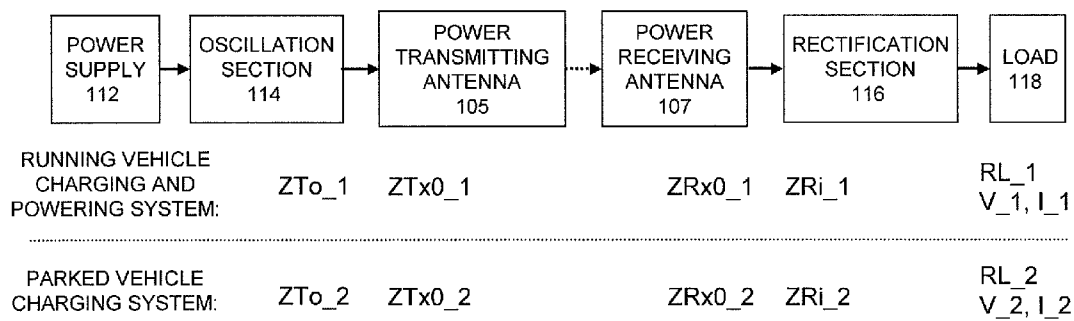 POWER
SUPPLY
112
OSCILLATION
SECTION
114
POWER
TRANSMITTING
ANTENNA
105
POWER
RECEIVING
ANTENNA
107
RECTIFICATION
SECTION
116
LOAD
118
RUNNING VEHICLE
CHARGING AND
POWERING SYSTEM:
ZTo_1
ZTx0_1
ZRx0_1
ZRi_1
RL_1
V_1, I_1
PARKED VEHICLE
CHARGING SYSTEM:
ZTo_2
ZTx0_2
ZRx0_2
ZRi_2
RL_2
V_2, I_2